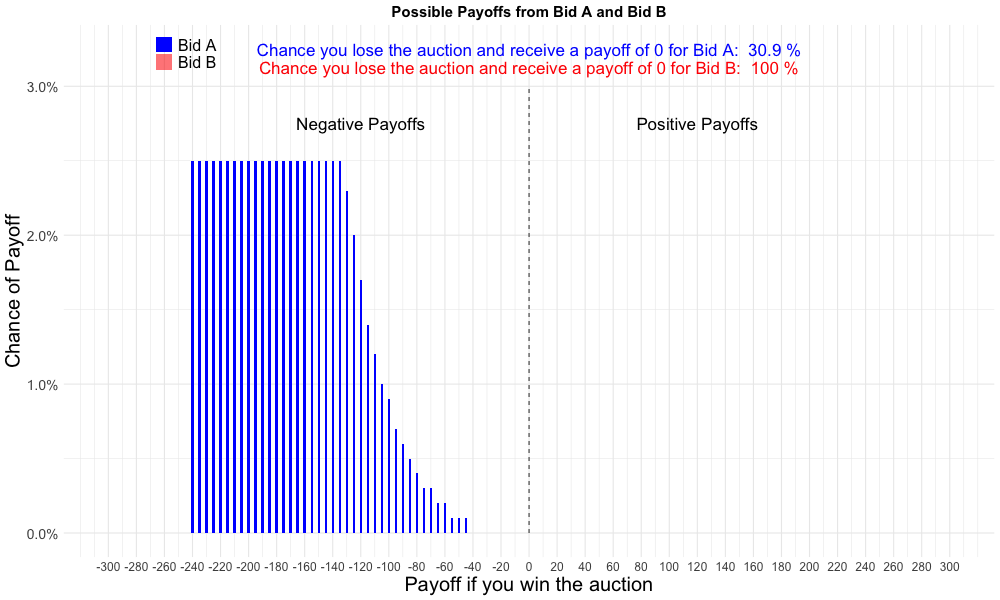 Possible Payoffs from Bid A and Bid B
Bid A
Bid B
Chance you lose the auction and receive a payoff of 0 for Bid A:  30.9 %
Chance you lose the auction and receive a payoff of 0 for Bid B:  100 %
Negative Payoffs
Positive Payoffs
Chance of Payoff
3.0%
2.0%
1.0%
0.0%
-300 -280 -260 -240 -220 -200 -180 -160 -140 -120 -100 -80 -60 -40 -20 0 20 40 60 80 100 120 140 160 180 200 220 240 260 280 300
Payoff if you win the auction